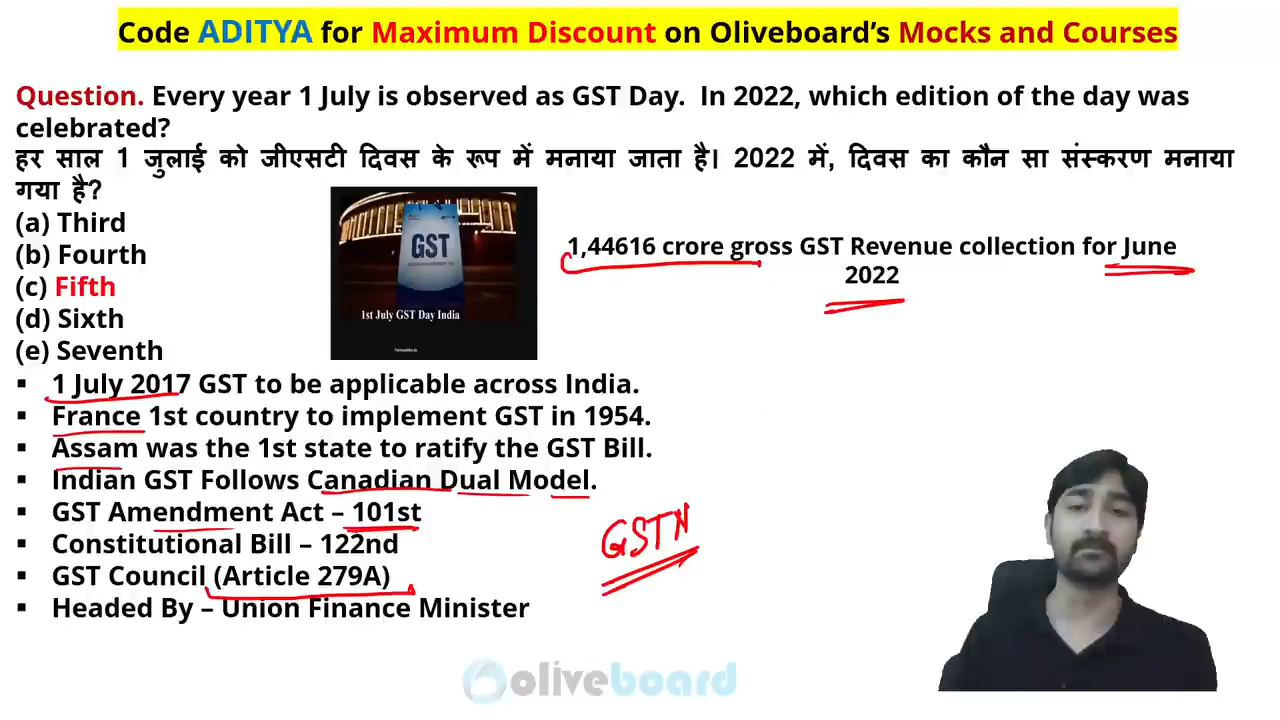 Code ADITYA for Maximum Discount on Oliveboard’s Mocks and Courses
Question. Every year 1 July is observed as GST Day. In 2022, which edition of the day was
celebrated?
हर साल 1 जुलाई को जीएसटी दिवस के रूप में मनाया जाता है। 2022 में, दिवस का कौन सा संस्करण मनाया
गया है?
(a) Third
(b) Fourth
(c) Fifth
(d) Sixth
(e) Seventh
GST
1st July GST Day India
1,44616 crore gross GST Revenue collection for June
2022
▪ 1 July 2017 GST to be applicable across India.
▪ France 1st country to implement GST in 1954.
▪ Assam was the 1st state to ratify the GST Bill.
▪ Indian GST Follows Canadian Dual Model.
▪ GST Amendment Act – 101st
▪ Constitutional Bill – 122nd
▪ GST Council (Article 279A)
▪ Headed By – Union Finance Minister
GSTN
oliveboard